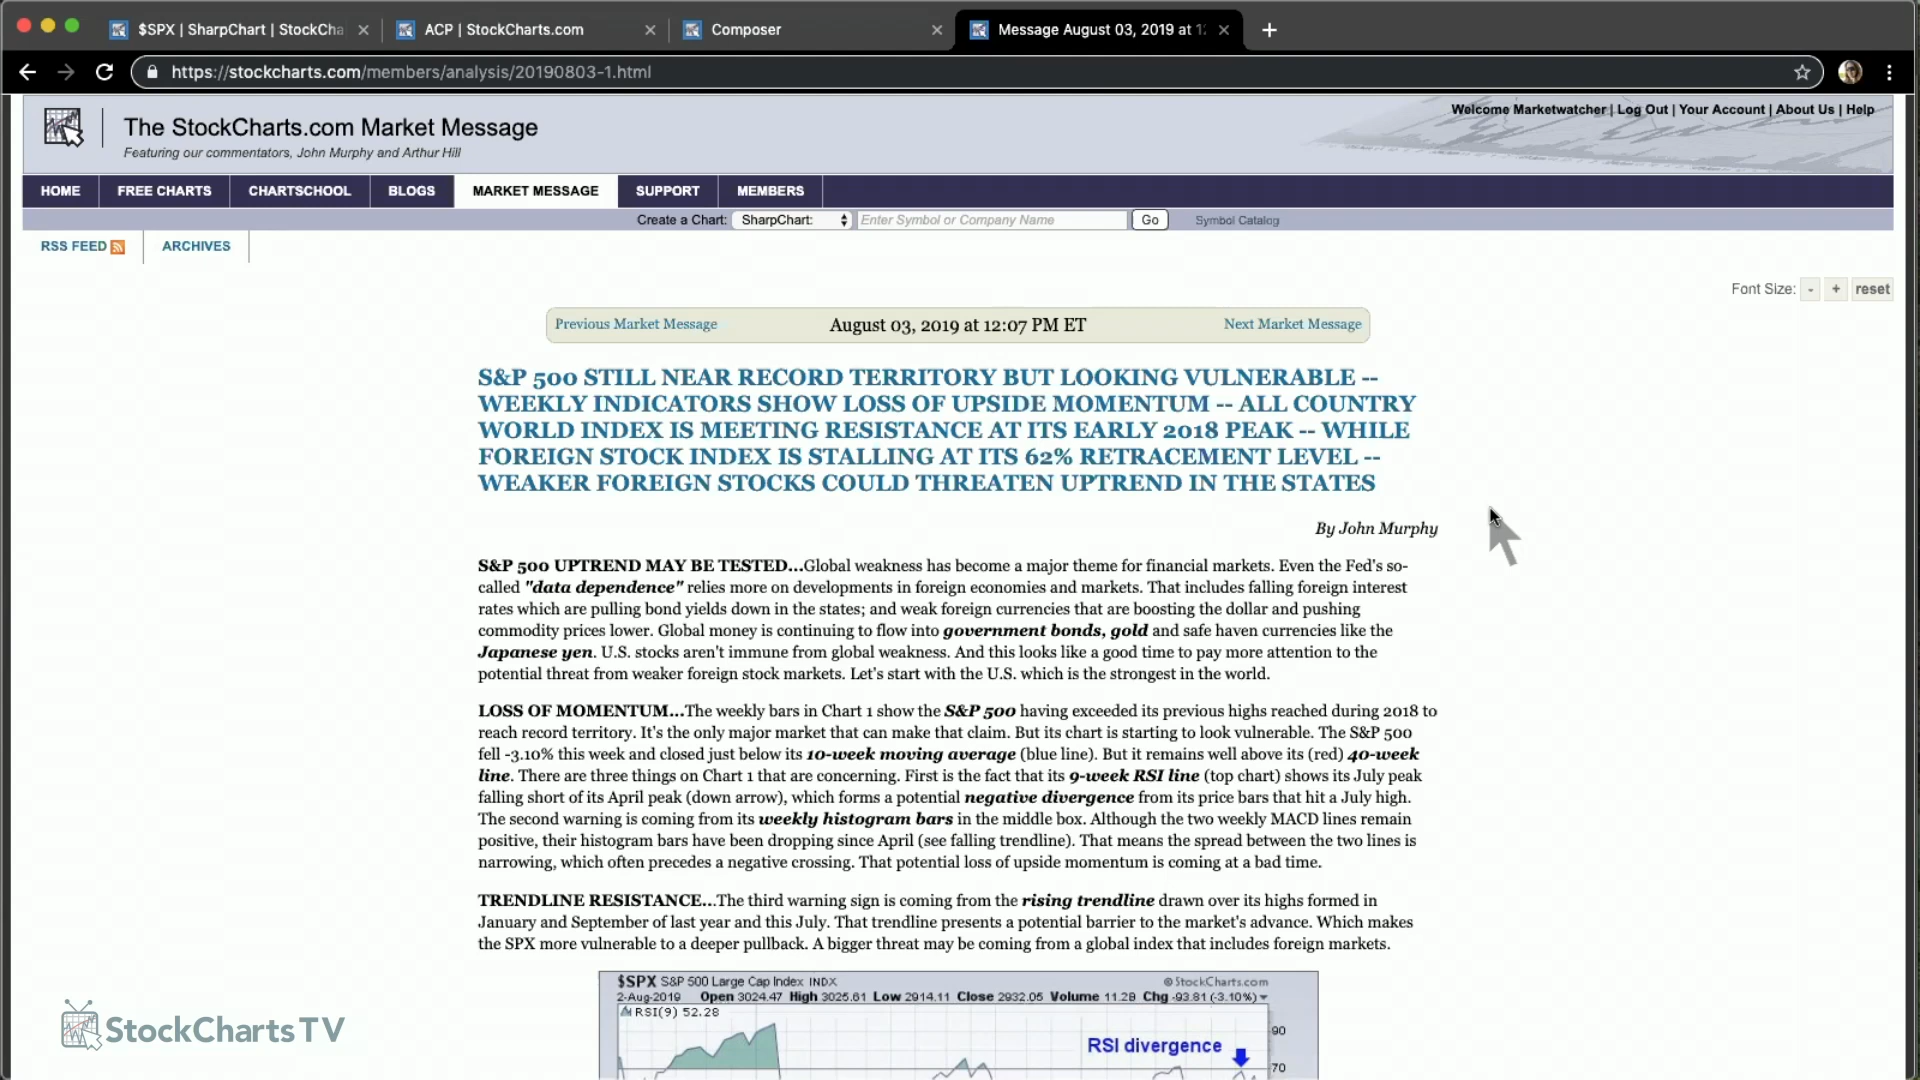 $SPX | SharpChart | StockCha
ACP | StockCharts.com
Composer
Message August 03, 2019 at 12
https://stockcharts.com/members/analysis/20190803-1.html
Welcome Marketwatcher | Log Out | Your Account | About Us | Help
The StockCharts.com Market Message
Featuring our commentators, John Murphy and Arthur Hill
HOME FREE CHARTS CHARTSCHOOL BLOGS MARKET MESSAGE SUPPORT MEMBERS
Create a Chart: SharpChart: Enter Symbol or Company Name Go Symbol Catalog
RSS FEED ARCHIVES
Font Size: - + reset
Previous Market Message August 03, 2019 at 12:07 PM ET Next Market Message
S&P 500 STILL NEAR RECORD TERRITORY BUT LOOKING VULNERABLE --
WEEKLY INDICATORS SHOW LOSS OF UPSIDE MOMENTUM -- ALL COUNTRY
WORLD INDEX IS MEETING RESISTANCE AT ITS EARLY 2018 PEAK -- WHILE
FOREIGN STOCK INDEX IS STALLING AT ITS 62% RETRACEMENT LEVEL --
WEAKER FOREIGN STOCKS COULD THREATEN UPTREND IN THE STATES
By John Murphy
S&P 500 UPTREND MAY BE TESTED...Global weakness has become a major theme for financial markets. Even the Fed's so-
called "data dependence" relies more on developments in foreign economies and markets. That includes falling foreign interest
rates which are pulling bond yields down in the states; and weak foreign currencies that are boosting the dollar and pushing
commodity prices lower. Global money is continuing to flow into government bonds, gold and safe haven currencies like the
Japanese yen. U.S. stocks aren't immune from global weakness. And this looks like a good time to pay more attention to the
potential threat from weaker foreign stock markets. Let's start with the U.S. which is the strongest in the world.
LOSS OF MOMENTUM...The weekly bars in Chart 1 show the S&P 500 having exceeded its previous highs reached during 2018 to
reach record territory. It's the only major market that can make that claim. But its chart is starting to look vulnerable. The S&P 500
fell -3.10% this week and closed just below its 10-week moving average (blue line). But it remains well above its (red) 40-week
line. There are three things on Chart 1 that are concerning. First is the fact that its 9-week RSI line (top chart) shows its July peak
falling short of its April peak (down arrow), which forms a potential negative divergence from its price bars that hit a July high.
The second warning is coming from its weekly histogram bars in the middle box. Although the two weekly MACD lines remain
positive, their histogram bars have been dropping since April (see falling trendline). That means the spread between the two lines is
narrowing, which often precedes a negative crossing. That potential loss of upside momentum is coming at a bad time.
TRENDLINE RESISTANCE...The third warning sign is coming from the rising trendline drawn over its highs formed in
January and September of last year and this July. That trendline presents a potential barrier to the market's advance. Which makes
the SPX more vulnerable to a deeper pullback. A bigger threat may be coming from a global index that includes foreign markets.
$SPX S&P 500 Large Cap Index INDX © StockCharts.com
2-Aug-2019 Open 3024.47 High 3025.61 Low 2914.11 Close 2932.05 Volume 11.2B Chg -93.81 (-3.10%)
RSI(9) 52.28
90
RSI divergence
70
StockCharts TV